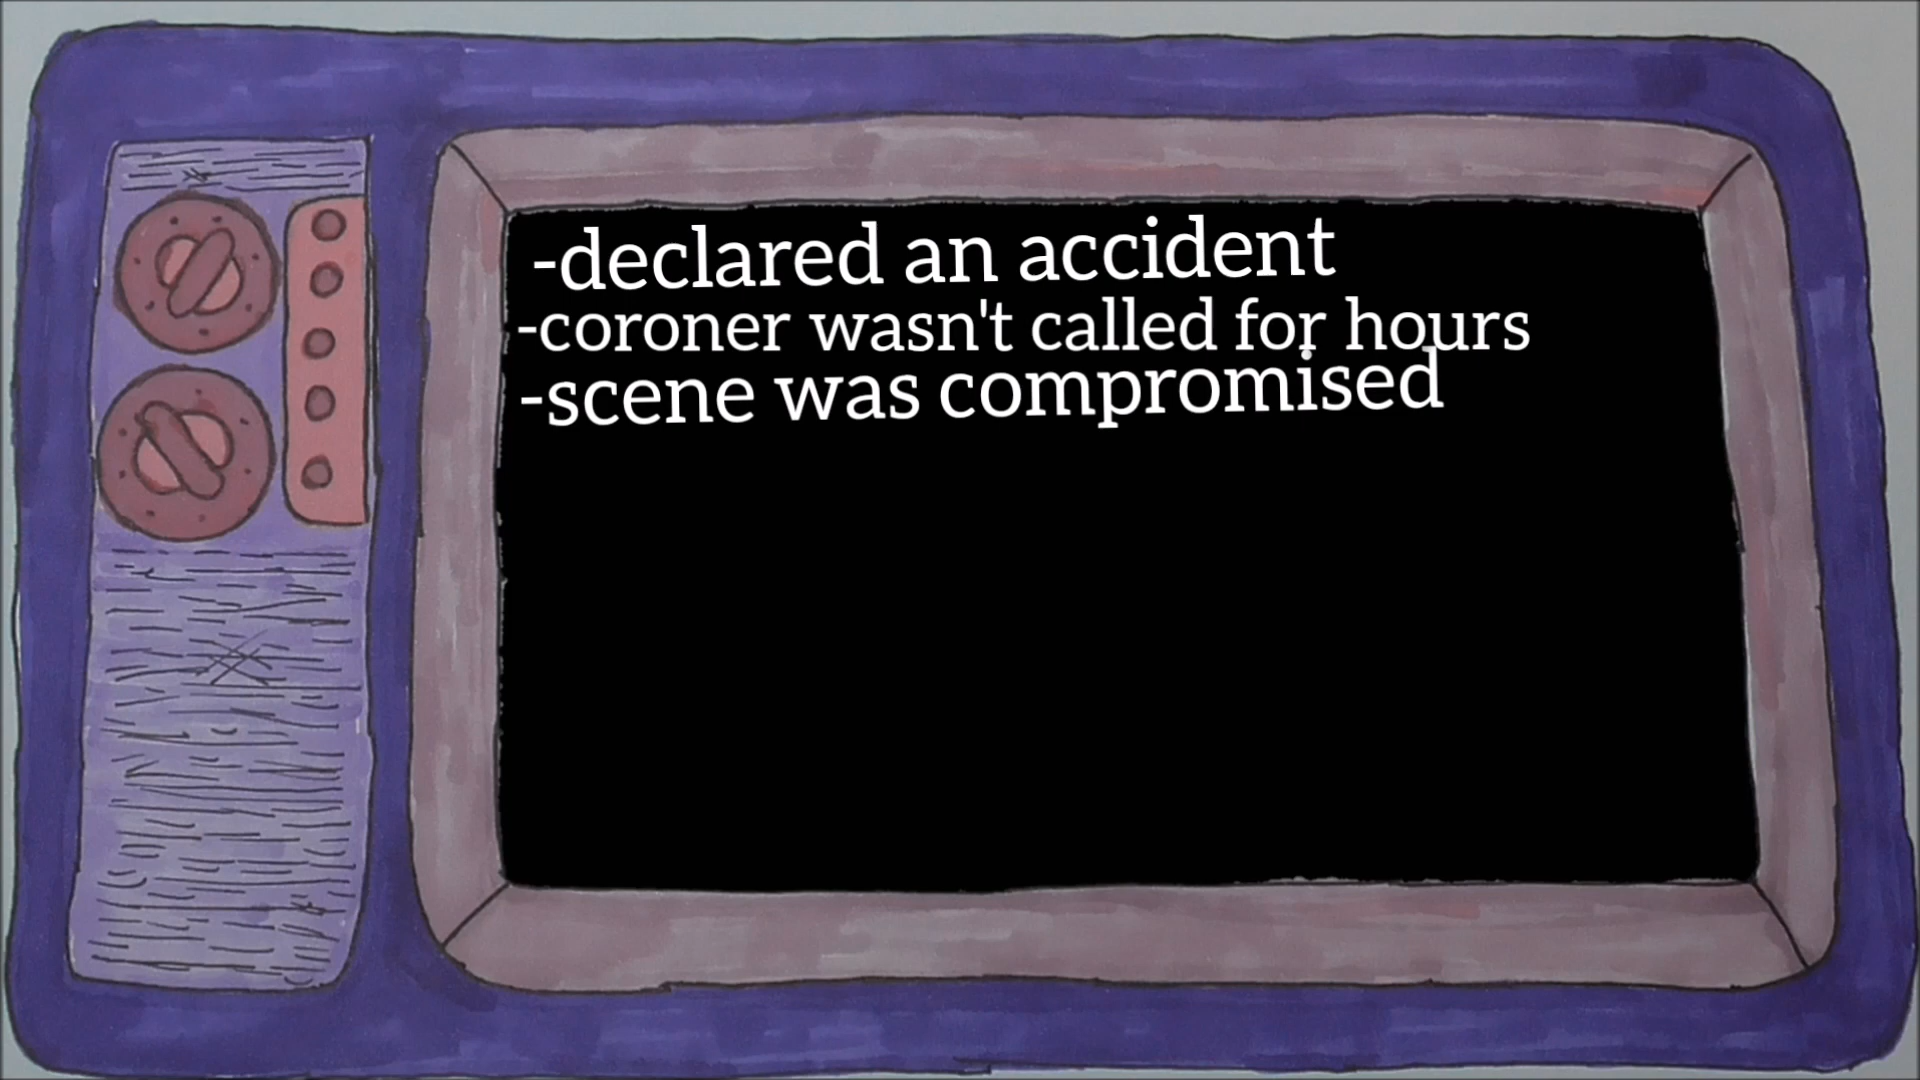 -declared an accident
-coroner wasn't called for hours
-scene was compromised